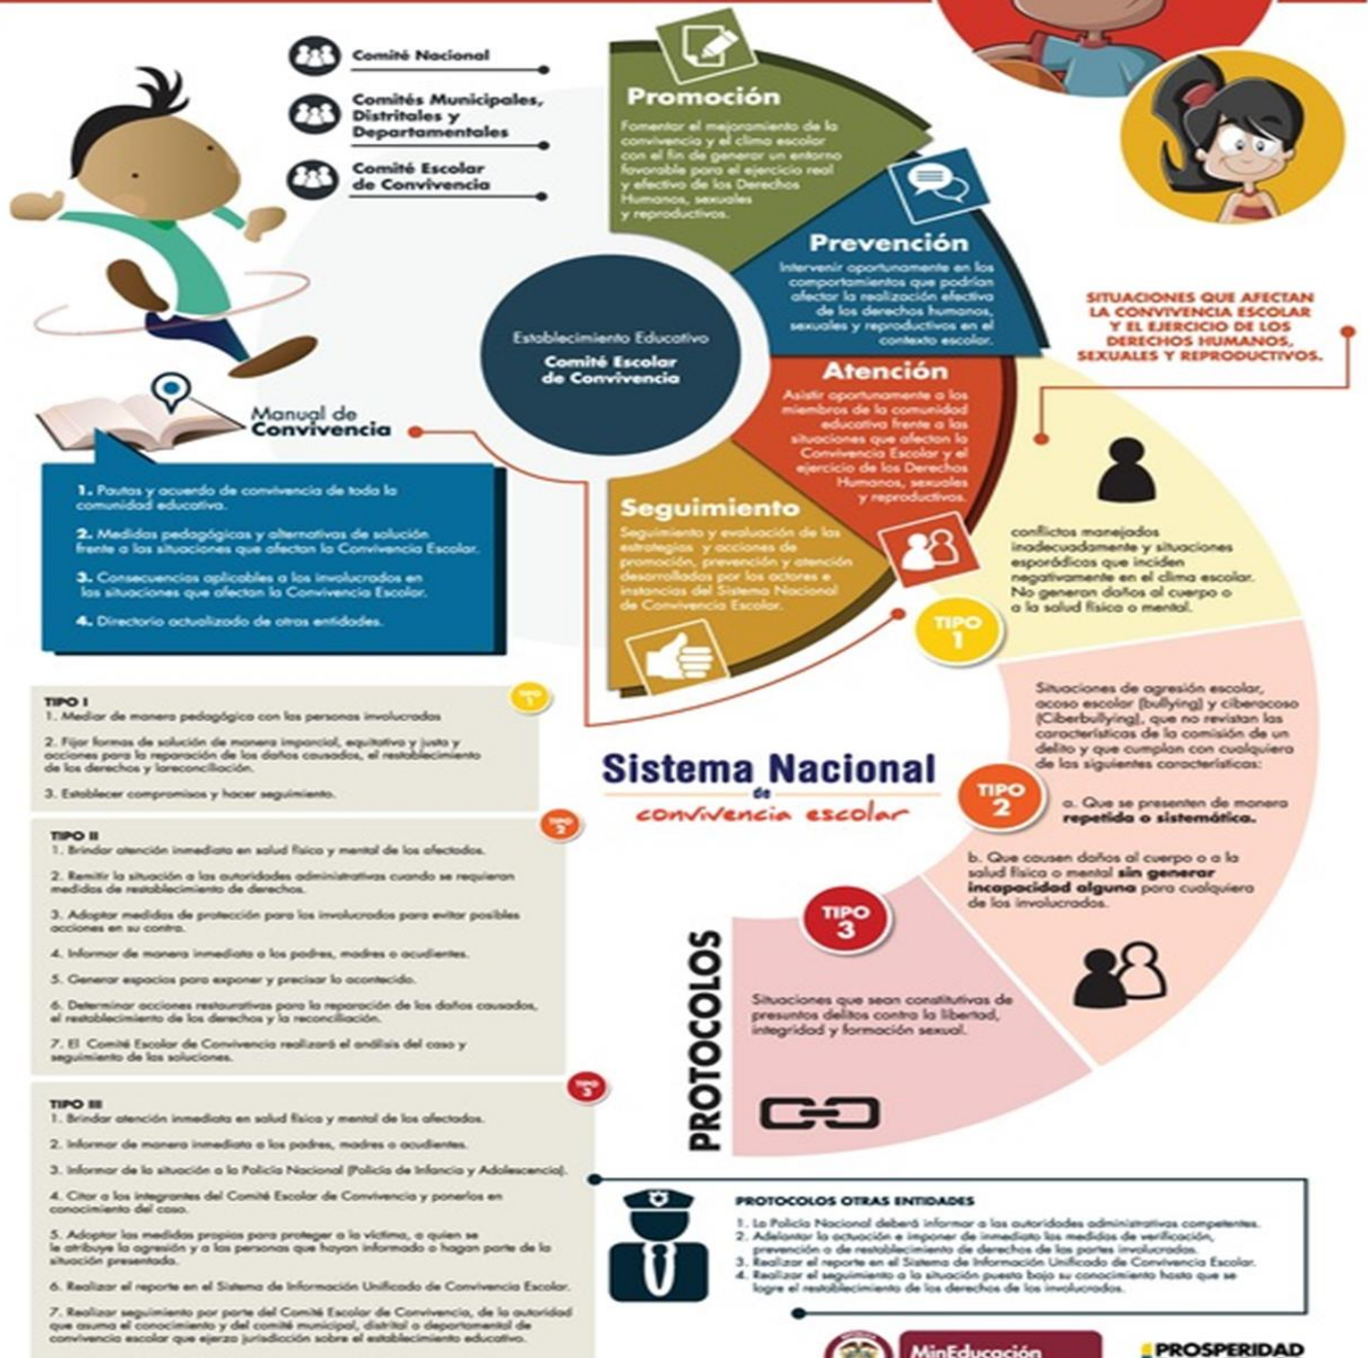 Comité Nacional
Comités Municipales,
Distritales y
Departamentales
Comité Escolar
de Convivencia
Promoción
Fomentar el mejoramiento de la
convivencia y el clima escolar
con el fin de generar un entorno
favorable para el ejercicio real
y efectivo de los Derechos
Humanos, sexuales
y reproductivos.
Prevención
Intervenir oportunamente en los
comportamientos que podrían
afectar la realización efectiva
de los derechos humanos,
sexuales y reproductivos en el
contexto escolar.
Establecimiento Educativo
Comité Escolar
de Convivencia
Atención
Asistir oportunamente a los
miembros de la comunidad
educativa frente a las
situaciones que afectan la
Convivencia Escolar y el
ejercicio de los Derechos
Humanos, sexuales
y reproductivos.
Seguimiento
Seguimiento y evaluación de las
estrategias y acciones de
promoción, prevención y atención
desarrolladas por los actores e
instancias del Sistema Nacional
de Convivencia Escolar.
SITUACIONES QUE AFECTAN
LA CONVIVENCIA ESCOLAR
Y EL EJERCICIO DE LOS
DERECHOS HUMANOS,
SEXUALES Y REPRODUCTIVOS.
Manual de
Convivencia
1. Pautas y acuerdo de convivencia de toda la
comunidad educativa.
2. Medidas pedagógicas y alternativas de solución
frente a las situaciones que afectan la Convivencia Escolar.
3. Consecuencias aplicables a los involucrados en
las situaciones que afectan la Convivencia Escolar.
4. Directorio actualizado de otras entidades.
conflictos manejados
inadecuadamente y situaciones
esporádicas que inciden
negativamente en el clima escolar.
No generan daños al cuerpo o
a la salud física o mental.
TIPO
1
Situaciones de agresión escolar,
acoso escolar (bullying) y ciberacoso
(Ciberbullying), que no revistan las
características de la comisión de un
delito y que cumplan con cualquiera
de las siguientes características:
a. Que se presenten de manera
repetida o sistemática.
b. Que causen daños al cuerpo o a la
salud física o mental sin generar
incapacidad alguna para cualquiera
de los involucrados.
TIPO
2
Sistema Nacional
de
convivencia escolar
TIPO
3
Situaciones que sean constitutivas de
presuntos delitos contra la libertad,
integridad y formación sexual.
PROTOCOLOS
TIPO
1
TIPO I
1. Mediar de manera pedagógica con las personas involucradas
2. Fijar formas de solución de manera imparcial, equitativa y justa y
acciones para la reparación de los daños causados, el restablecimiento
de los derechos y lareconciliación.
3. Establecer compromisos y hacer seguimiento.
TIPO
2
TIPO II
1. Brindar atención inmediata en salud física y mental de los afectados.
2. Remitir la situación a las autoridades administrativas cuando se requieran
medidas de restablecimiento de derechos.
3. Adoptar medidas de protección para los involucrados para evitar posibles
acciones en su contra.
4. Informar de manera inmediata a los padres, madres o acudientes.
5. Generar espacios para exponer y precisar lo acontecido.
6. Determinar acciones restaurativas para la reparación de los daños causados,
el restablecimiento de los derechos y la reconciliación.
7. El Comité Escolar de Convivencia realizará el análisis del caso y
seguimiento de las soluciones.
TIPO
3
TIPO III
1. Brindar atención inmediata en salud física y mental de los afectados.
2. Informar de manera inmediata a los padres, madres o acudientes.
3. Informar de la situación a la Policía Nacional (Policía de Infancia y Adolescencia).
4. Citar a los integrantes del Comité Escolar de Convivencia y ponerlos en
conocimiento del caso.
5. Adoptar las medidas propias para proteger a la víctima, a quien se
le atribuye la agresión y a las personas que hayan informado o hagan parte de la
situación presentada.
6. Realizar el reporte en el Sistema de Información Unificado de Convivencia Escolar.
7. Realizar seguimiento por parte del Comité Escolar de Convivencia, de la autoridad
que asuma el conocimiento y del comité municipal, distrital o departamental de
convivencia escolar que ejerza jurisdicción sobre el establecimiento educativo.
PROTOCOLOS OTRAS ENTIDADES
1. La Policía Nacional deberá informar a las autoridades administrativas competentes.
2. Adelantar la actuación e imponer de inmediato las medidas de verificación,
prevención o de restablecimiento de derechos de las partes involucradas.
3. Realizar el reporte en el Sistema de Información Unificado de Convivencia Escolar.
4. Realizar el seguimiento a la situación puesta bajo su conocimiento hasta que se
logre el restablecimiento de los derechos de los involucrados.
MinEducación
PROSPERIDAD